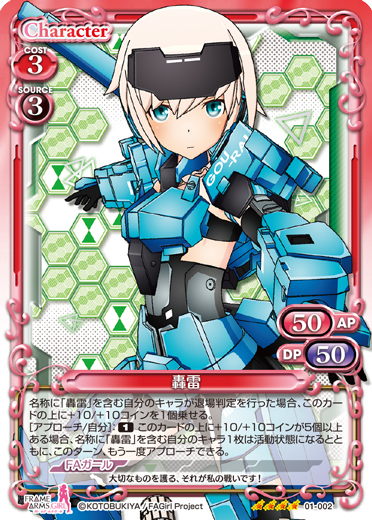 Character
COST
3
SOURCE
3
GOU
RAI
50 AP
DP 50
轟雷
名称に「轟雷」を含む自分のキャラが退場判定を行った場合、このカー
ドの上に+10/+10コインを1個乗せる。
[アプローチ/自分]:1 このカードの上に+10/+10コインが5個以上
ある場合、名称に「轟雷」を含む自分のキャラ1枚は活動状態になるとと
もに、このターン、もう一度アプローチできる。
FAガール
大切なものを護る、それが私の戦いです!
FRAME
ARMS GIRL
©KOTOBUKIYA / FAGirl Project
01-002